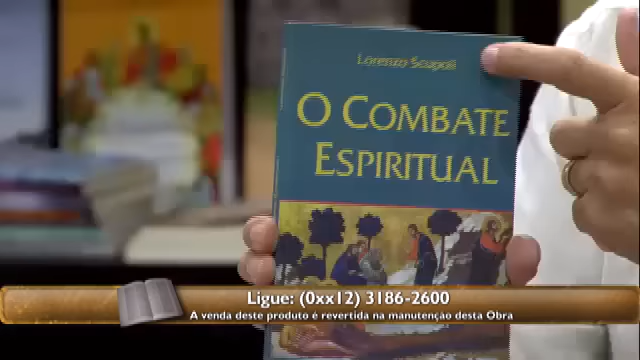 Lorenzo Scupoli
O COMBATE
ESPIRITUAL
Ligue: (0xx12) 3186-2600
A venda deste produto é revertida na manutenção desta Obra